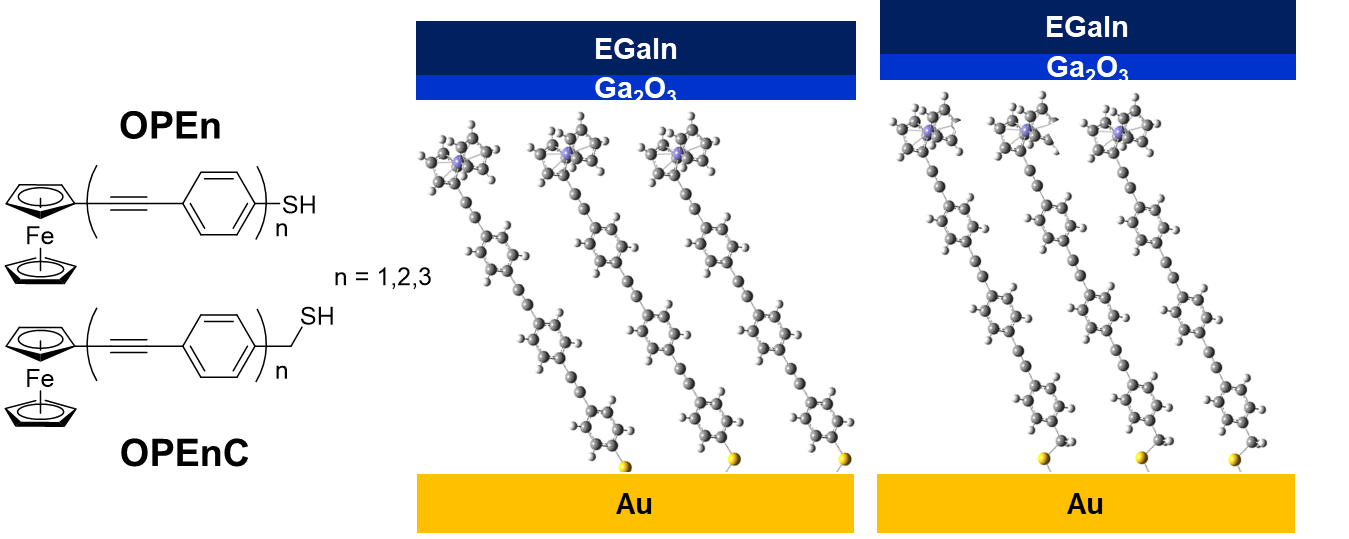 OPEn
SH
n
Fe
n = 1,2,3
SH
n
Fe
OPEnC
EGaIn
Ga₂O₃
Au
EGaIn
Ga₂O₃
Au